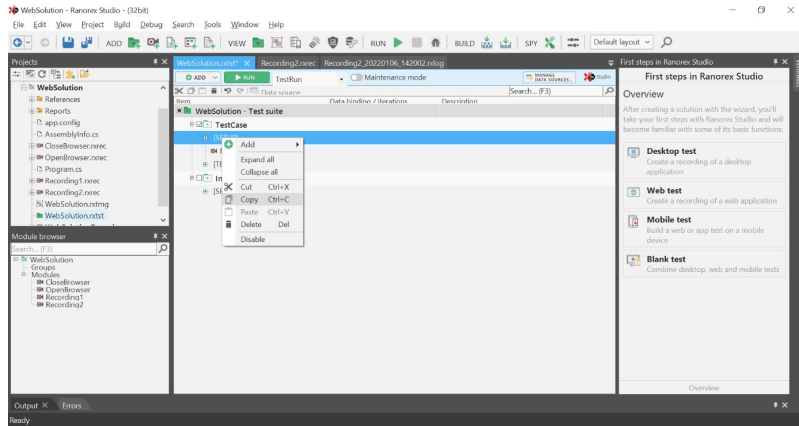 WebSolution - Ranorex Studio - (32bit)
File Edit View Project Build Debug Search Tools Window Help
ADD VIEW RUN BUILD SPY Default layout
Projects
WebSolution.rxtst* Recording2.rxrec Recording2_20220106_142002.rxlog
First steps in Ranorex Studio
ADD RUN TestRun Maintenance mode MANAGE DATA SOURCES... Studio
First steps in Ranorex Studio
WebSolution
References
Reports
app.config
AssemblyInfo.cs
CloseBrowser.rxrec
OpenBrowser.rxrec
Program.cs
Recording1.rxrec
Recording2.rxrec
WebSolution.rxtmg
WebSolution.rxtst
Data source Search... (F3)
Item Data binding / iterations Description
WebSolution - Test suite
TestCase
[SETUP]
[TE
In
[SE
Add
Expand all
Collapse all
Cut Ctrl+X
Copy Ctrl+C
Paste Ctrl+V
Delete Del
Disable
Overview
After creating a solution with the wizard, you'll
take your first steps with Ranorex Studio and will
become familiar with some of its basic functions.
Desktop test
Create a recording of a desktop
application
Web test
Create a recording of a web application
Mobile test
Build a web or app test on a mobile
device
Blank test
Combine desktop, web and mobile tests
Overview
Module browser
Search... (F3)
WebSolution
Groups
Modules
CloseBrowser
OpenBrowser
Recording1
Recording2
Output Errors
Ready